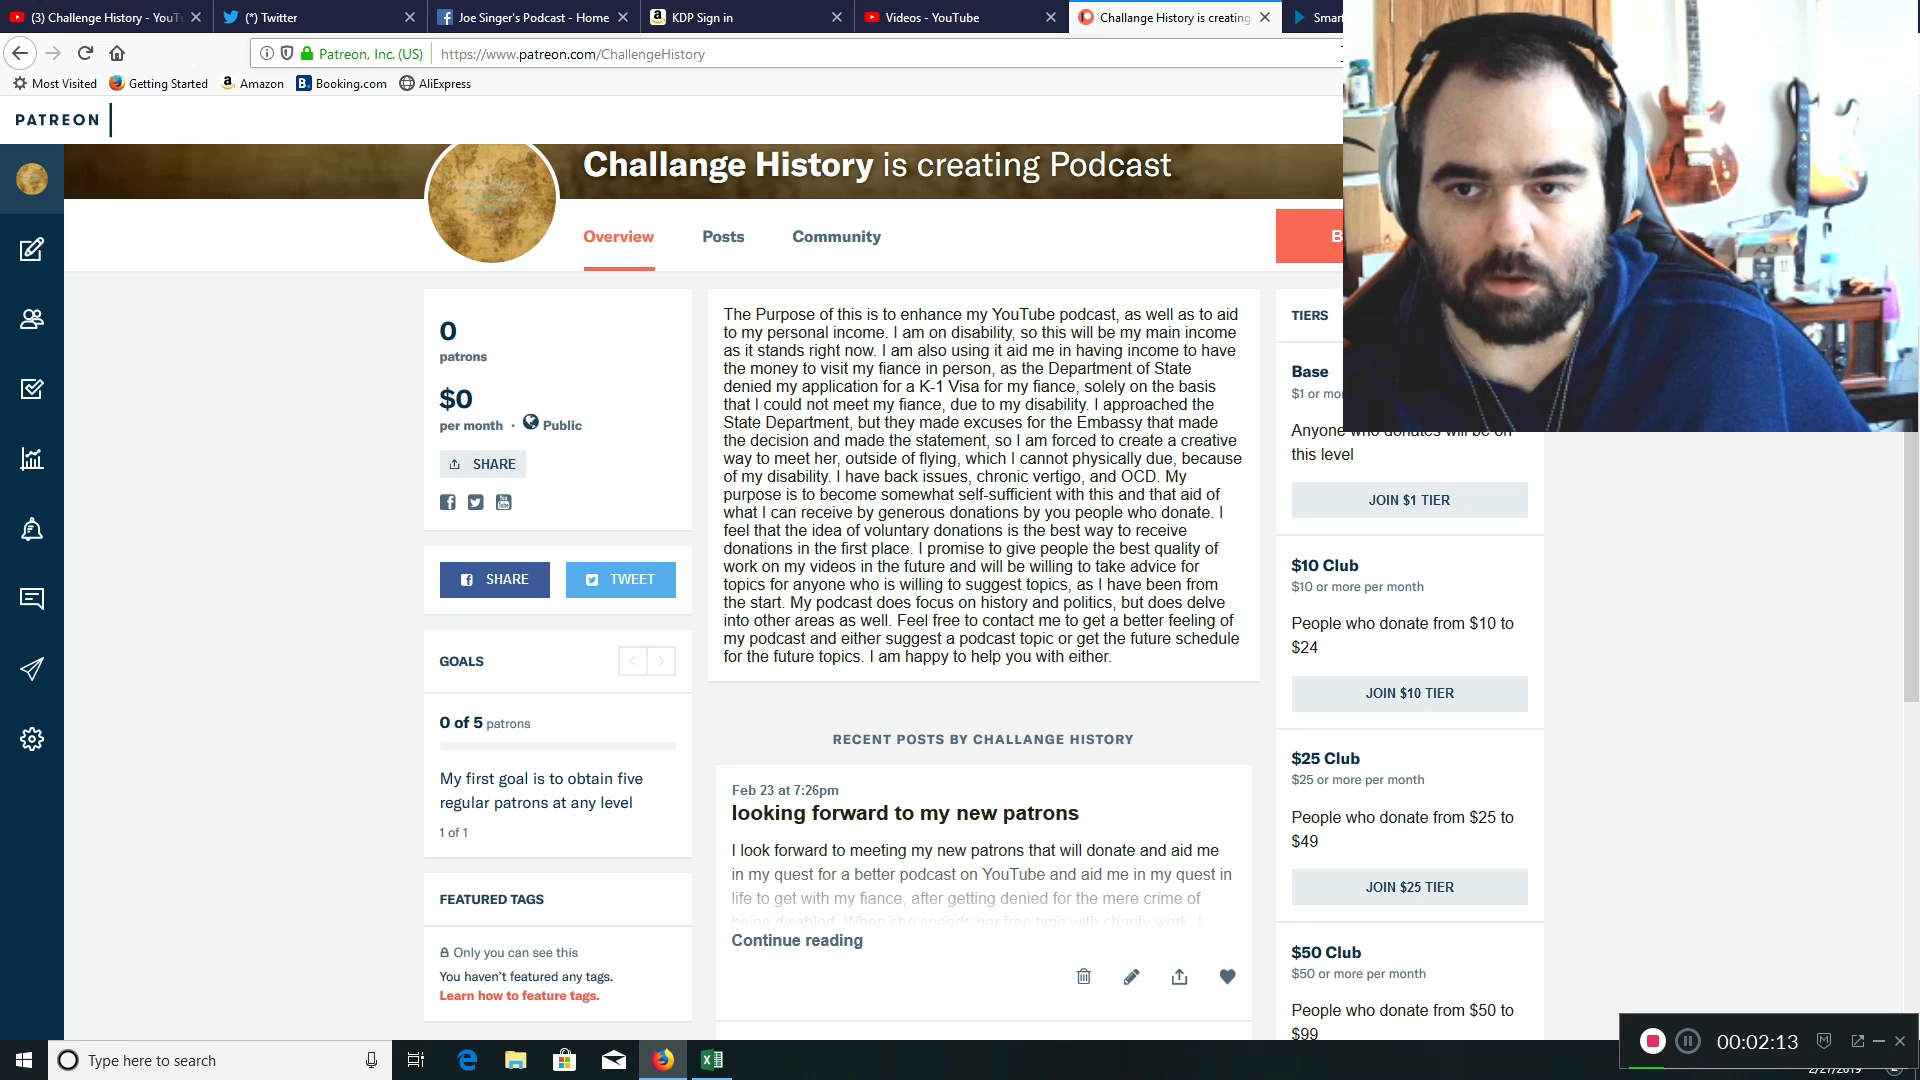 (3) Challenge History - YouT
(*) Twitter
Joe Singer's Podcast - Home
KDP Sign in
Videos - YouTube
Challange History is creating
Smart
Patreon, Inc. (US)
https://www.patreon.com/ChallengeHistory
Most Visited
Getting Started
Amazon
Booking.com
AliExpress
PATREON
Challange History is creating Podcast
Overview
Posts
Community
B
0
patrons
$0
per month · Public
SHARE
SHARE
TWEET
GOALS
0 of 5 patrons
My first goal is to obtain five
regular patrons at any level
1 of 1
FEATURED TAGS
Only you can see this
You haven't featured any tags.
Learn how to feature tags.
The Purpose of this is to enhance my YouTube podcast, as well as to aid
to my personal income. I am on disability, so this will be my main income
as it stands right now. I am also using it aid me in having income to have
the money to visit my fiance in person, as the Department of State
denied my application for a K-1 Visa for my fiance, solely on the basis
that I could not meet my fiance, due to my disability. I approached the
State Department, but they made excuses for the Embassy that made
the decision and made the statement, so I am forced to create a creative
way to meet her, outside of flying, which I cannot physically due, because
of my disability. I have back issues, chronic vertigo, and OCD. My
purpose is to become somewhat self-sufficient with this and that aid of
what I can receive by generous donations by you people who donate. I
feel that the idea of voluntary donations is the best way to receive
donations in the first place. I promise to give people the best quality of
work on my videos in the future and will be willing to take advice for
topics for anyone who is willing to suggest topics, as I have been from
the start. My podcast does focus on history and politics, but does delve
into other areas as well. Feel free to contact me to get a better feeling of
my podcast and either suggest a podcast topic or get the future schedule
for the future topics. I am happy to help you with either.
RECENT POSTS BY CHALLANGE HISTORY
Feb 23 at 7:26pm
looking forward to my new patrons
I look forward to meeting my new patrons that will donate and aid me
in my quest for a better podcast on YouTube and aid me in my quest in
life to get with my fiance, after getting denied for the mere crime of
being disabled. When she spends her free time with charity work, I
Continue reading
TIERS
Base
$1 or mo
Anyone who donates will be on
this level
JOIN $1 TIER
$10 Club
$10 or more per month
People who donate from $10 to
$24
JOIN $10 TIER
$25 Club
$25 or more per month
People who donate from $25 to
$49
JOIN $25 TIER
$50 Club
$50 or more per month
People who donate from $50 to
$99
00:02:13
Type here to search
2/27/2019